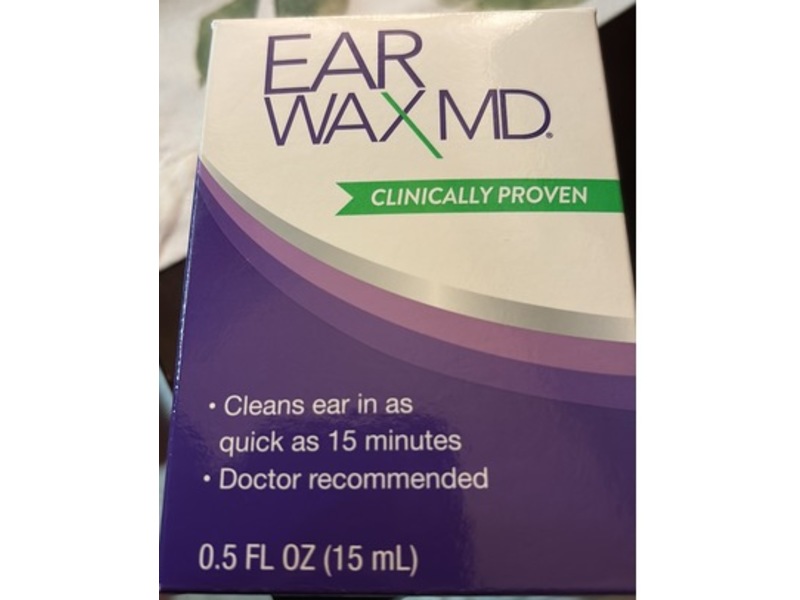 EAR
WAX MD®
CLINICALLY PROVEN
• Cleans ear in as
quick as 15 minutes
• Doctor recommended
0.5 FL OZ (15 mL)